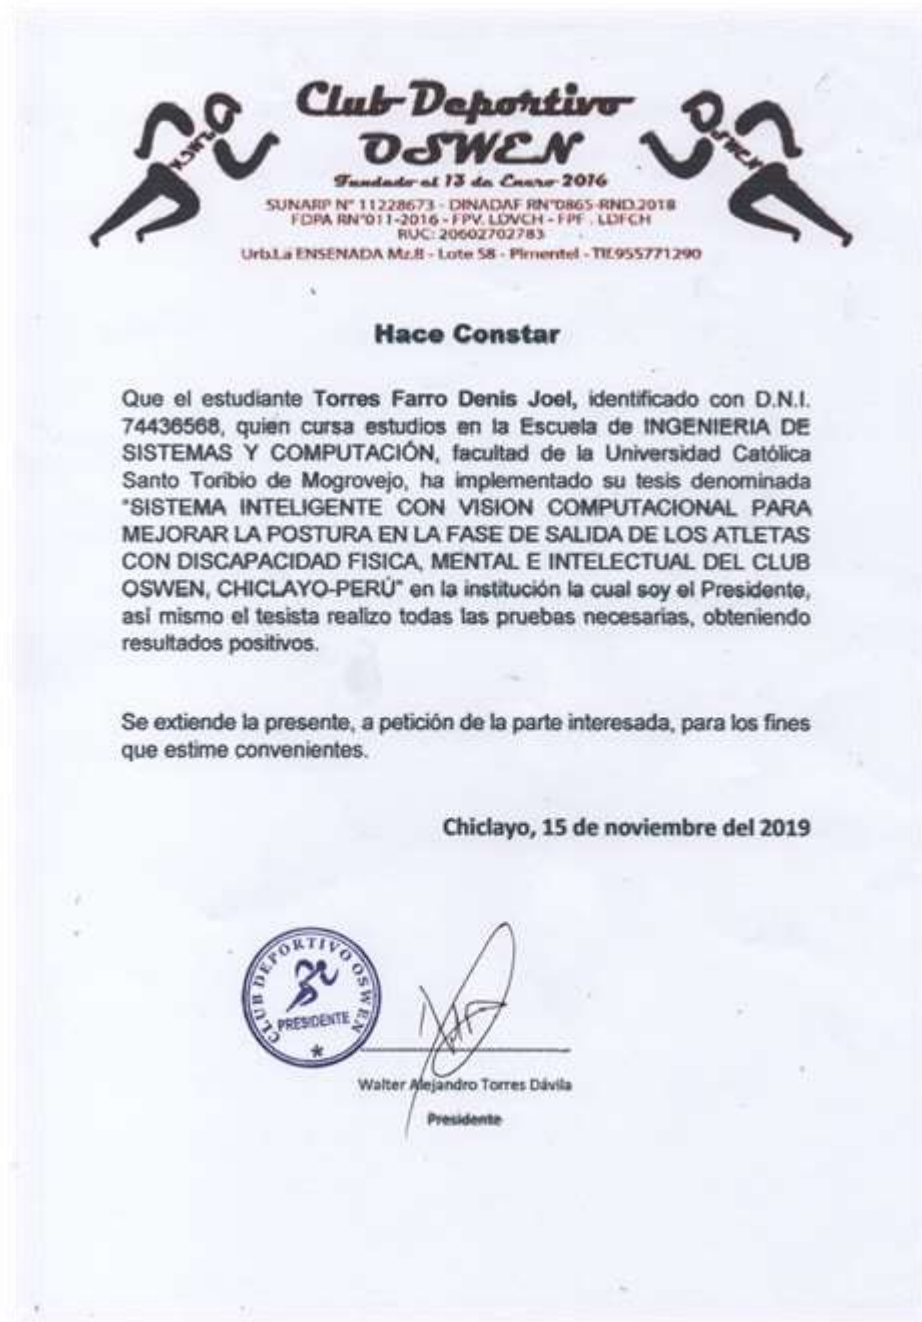 Club Deportivo
OSWEN
Fundado el 13 de Enero 2016
SUNARP N° 11228673 - DINADAF RN°0865-RND.2018
FDPA RN°011-2016 - FPV. LDVCH - FPF . LDFCH
RUC: 20602702783
Urb.La ENSENADA Mz.8 - Lote 58 - Pimentel - Tlf.955771290
OSWEN
OSWEN
Hace Constar
Que el estudiante Torres Farro Denis Joel, identificado con D.N.I.
74436568, quien cursa estudios en la Escuela de INGENIERIA DE
SISTEMAS Y COMPUTACIÓN, facultad de la Universidad Católica
Santo Toribio de Mogrovejo, ha implementado su tesis denominada
"SISTEMA INTELIGENTE CON VISION COMPUTACIONAL PARA
MEJORAR LA POSTURA EN LA FASE DE SALIDA DE LOS ATLETAS
CON DISCAPACIDAD FISICA, MENTAL E INTELECTUAL DEL CLUB
OSWEN, CHICLAYO-PERÚ" en la institución la cual soy el Presidente,
así mismo el tesista realizo todas las pruebas necesarias, obteniendo
resultados positivos.
Se extiende la presente, a petición de la parte interesada, para los fines
que estime convenientes.
Chiclayo, 15 de noviembre del 2019
CLUB DEPORTIVO OSWEN
PRESIDENTE
Walter Alejandro Torres Dávila
Presidente